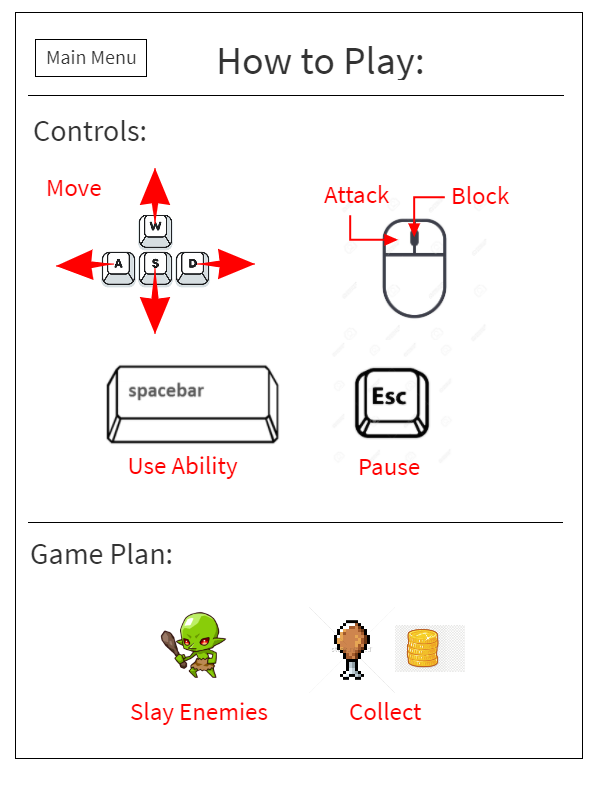 Main Menu
How to Play:
Controls:
Move
Attack
Block
W
A
S
D
spacebar
Esc
Use Ability
Pause
Game Plan:
Slay Enemies
Collect